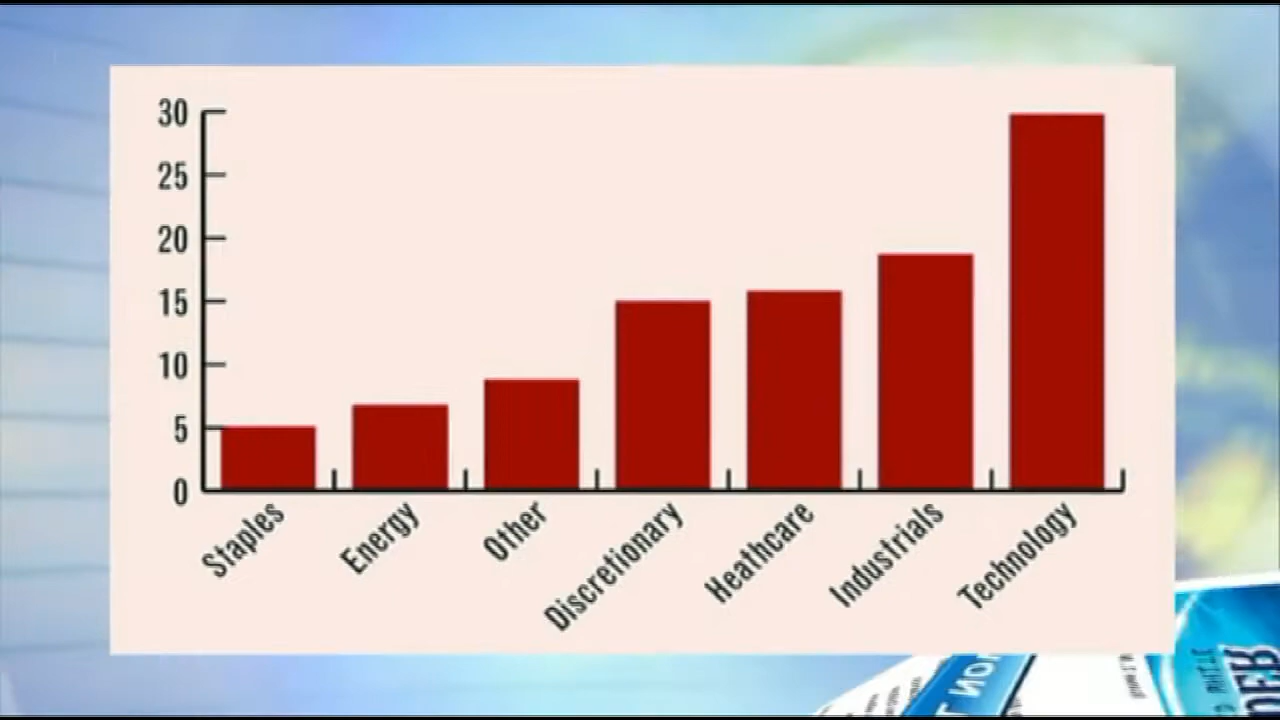 30
25
20
15
10
5
0
Staples
Energy
Other
Discretionary
Heathcare
Industrials
Technology